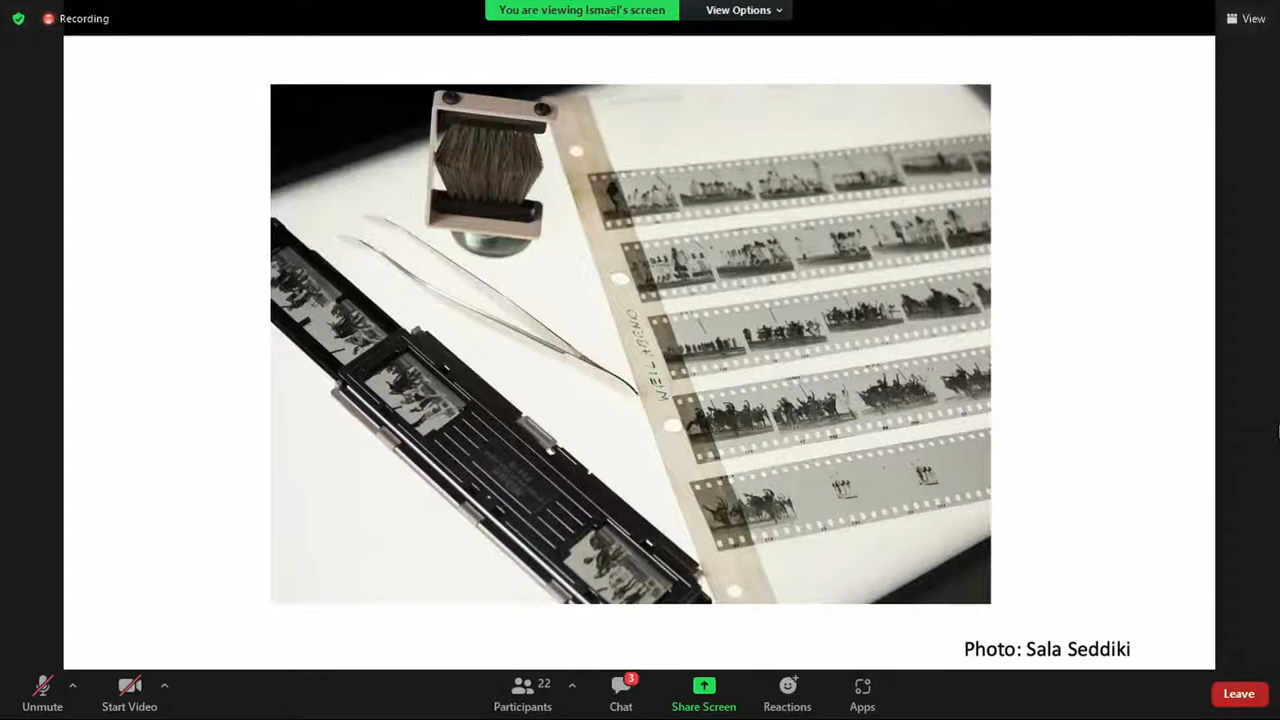 Recording
You are viewing Ismaël's screen
View Options
View
WEILLABEND
Photo: Sala Seddiki
Unmute
Start Video
22
Participants
3
Chat
Share Screen
Reactions
Apps
Leave